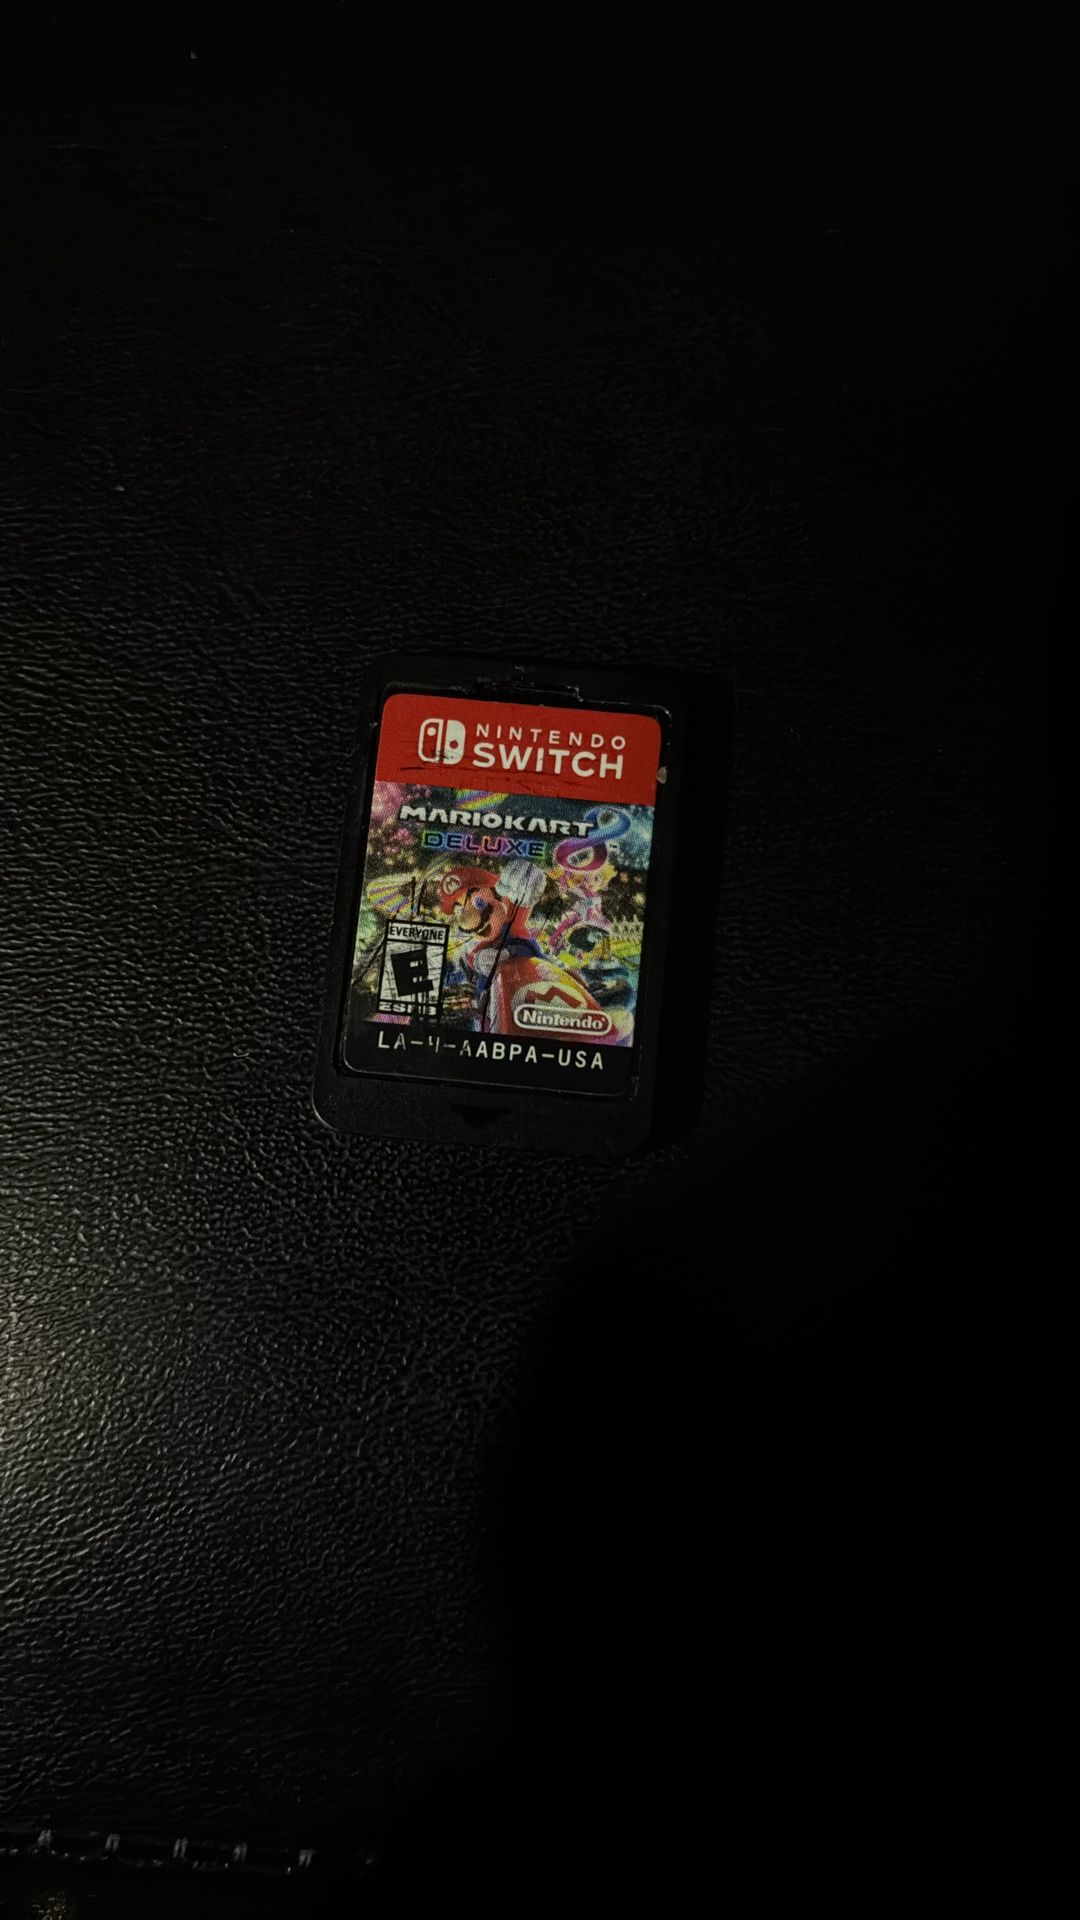 NINTENDO
SWITCH
MARIOKART 8
DELUXE
EVERYONE
E
ESRB
Nintendo
LA-H-AABPA-USA